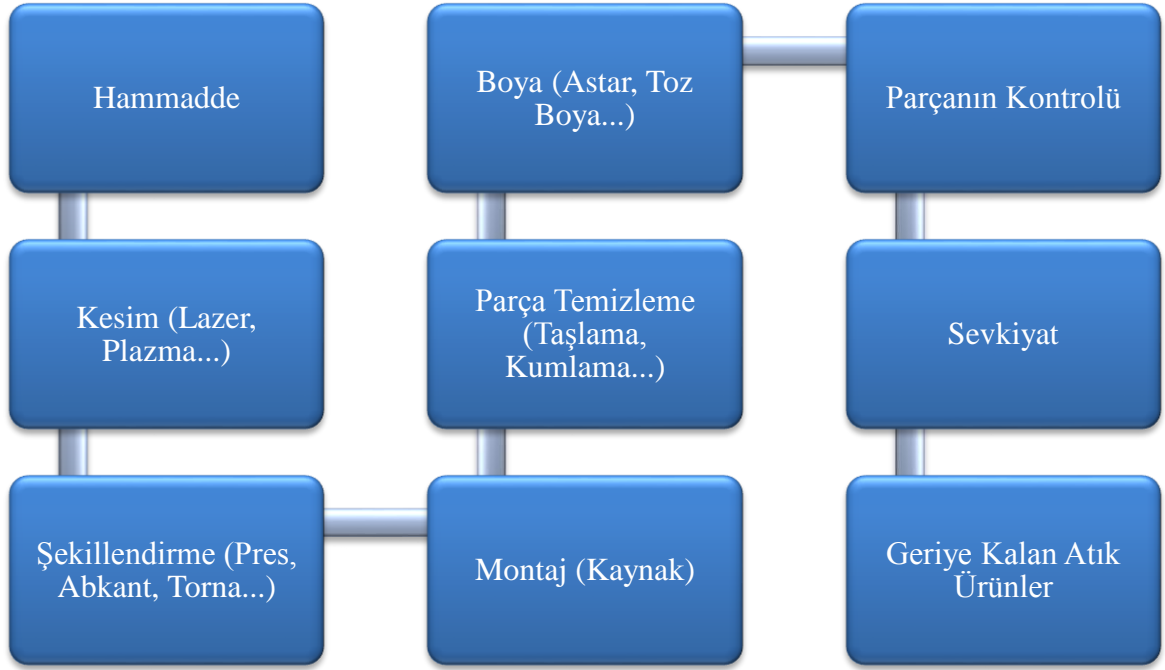 Hammadde
Kesim (Lazer,
Plazma...)
Şekillendirme (Pres,
Abkant, Torna...)
Montaj (Kaynak)
Parça Temizleme
(Taşlama,
Kumlama...)
Boya (Astar, Toz
Boya...)
Parçanın Kontrolü
Sevkiyat
Geriye Kalan Atık
Ürünler